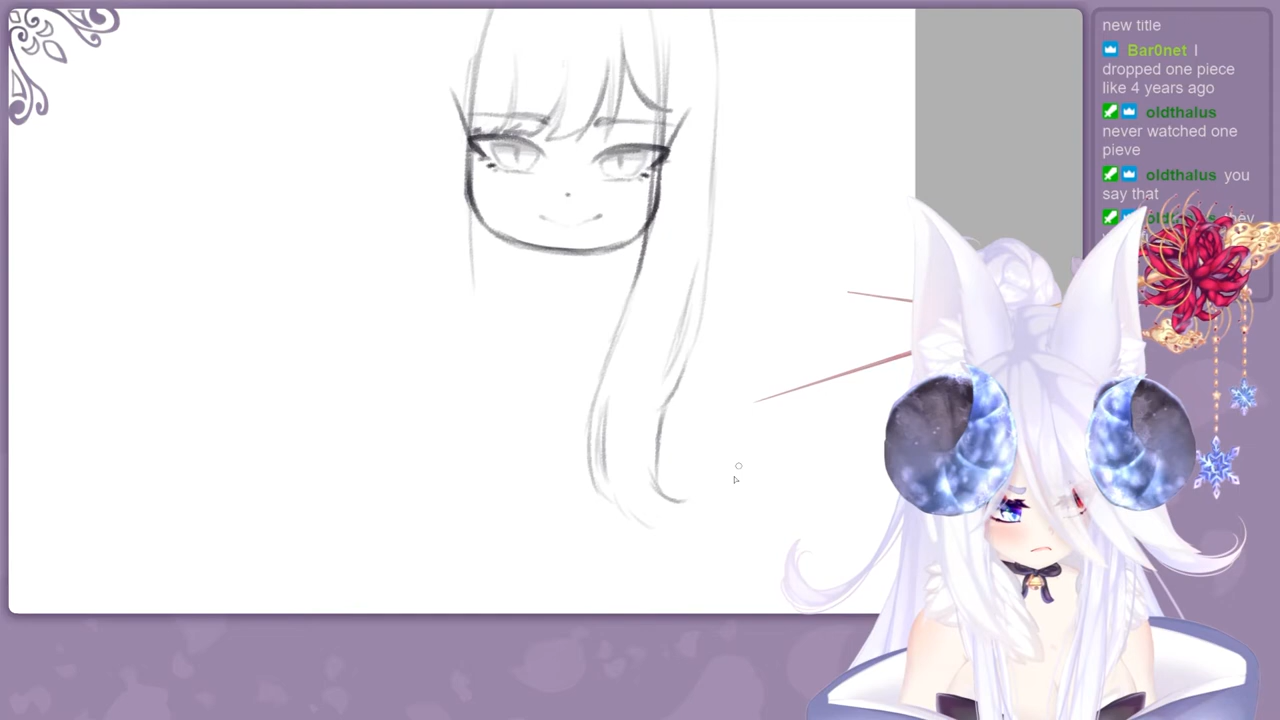 new title
Bar0net I
dropped one piece
like 4 years ago
oldthalus
never watched one
pieve
oldthalus you
say that
they